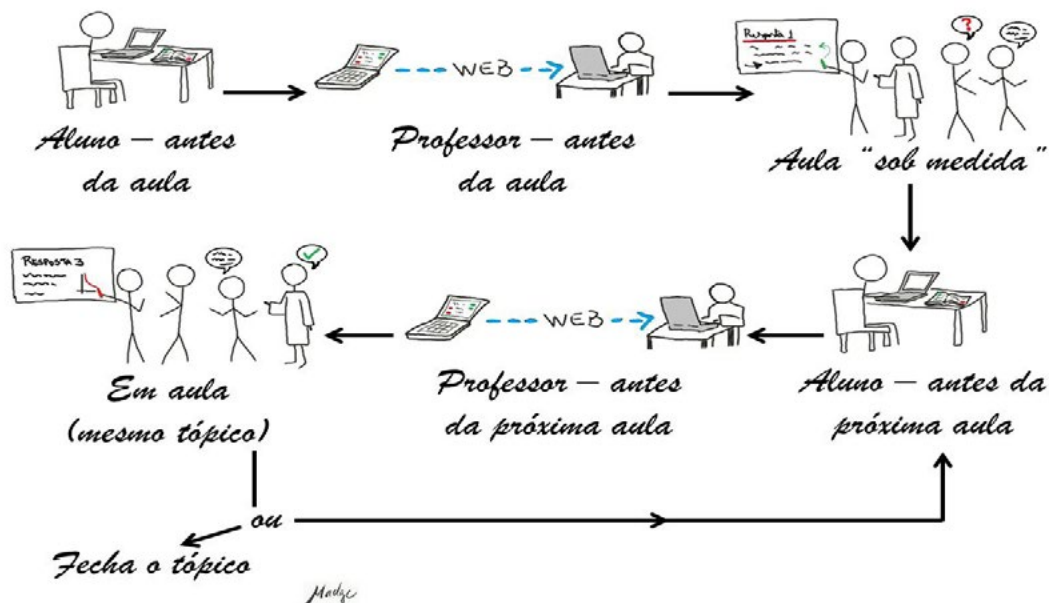 Resposta 1
?
WEB
Aluno – antes
da aula
Professor – antes
da aula
Aula "sob medida"
RESPOSTA 3
WEB
Em aula
(mesmo tópico)
Professor – antes
da próxima aula
Aluno – antes da
próxima aula
ou
Fecha o tópico
Madge